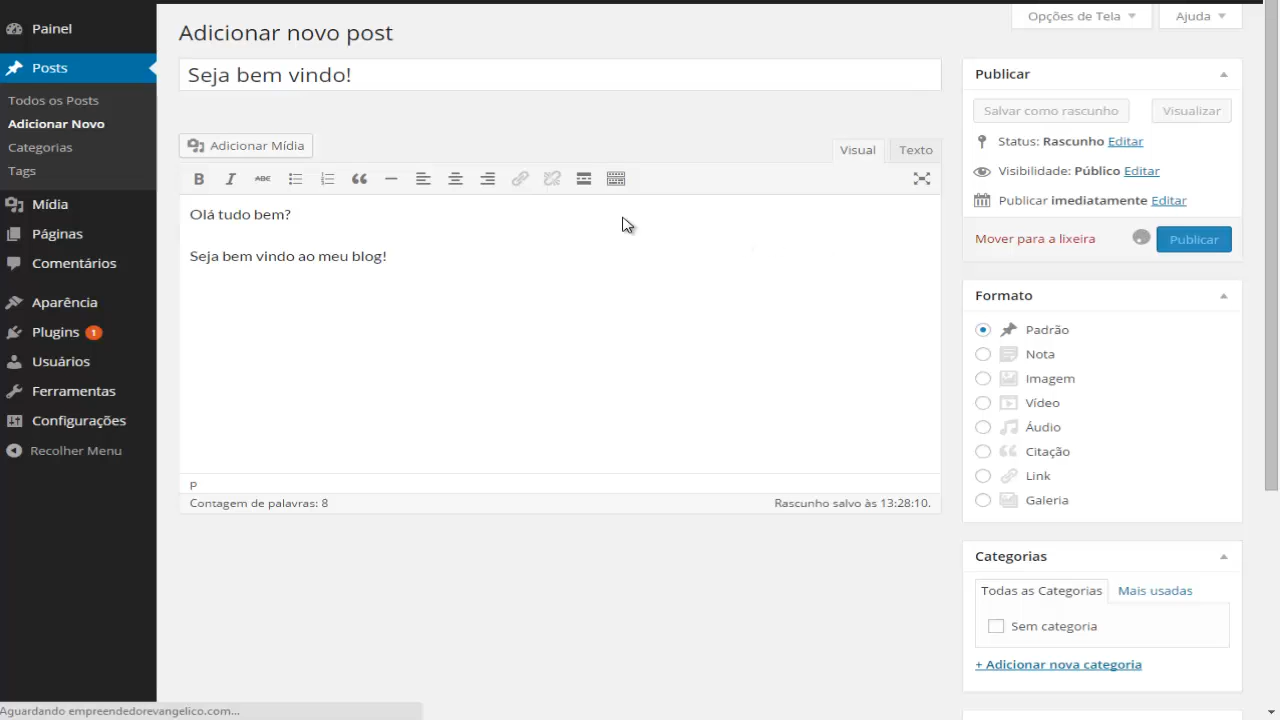 Painel
Posts
Todos os Posts
Adicionar Novo
Categorias
Tags
Mídia
Páginas
Comentários
Aparência
Plugins 1
Usuários
Ferramentas
Configurações
Recolher Menu
Opções de Tela
Ajuda
Adicionar novo post
Seja bem vindo!
Adicionar Mídia
Visual
Texto
B I ABC
Olá tudo bem?
Seja bem vindo ao meu blog!
P
Contagem de palavras: 8
Rascunho salvo às 13:28:10.
Publicar
Salvar como rascunho
Visualizar
Status: Rascunho Editar
Visibilidade: Público Editar
Publicar imediatamente Editar
Mover para a lixeira
Publicar
Formato
Padrão
Nota
Imagem
Vídeo
Áudio
Citação
Link
Galeria
Categorias
Todas as Categorias
Mais usadas
Sem categoria
+ Adicionar nova categoria
Aguardando empreendedorevangelico.com...